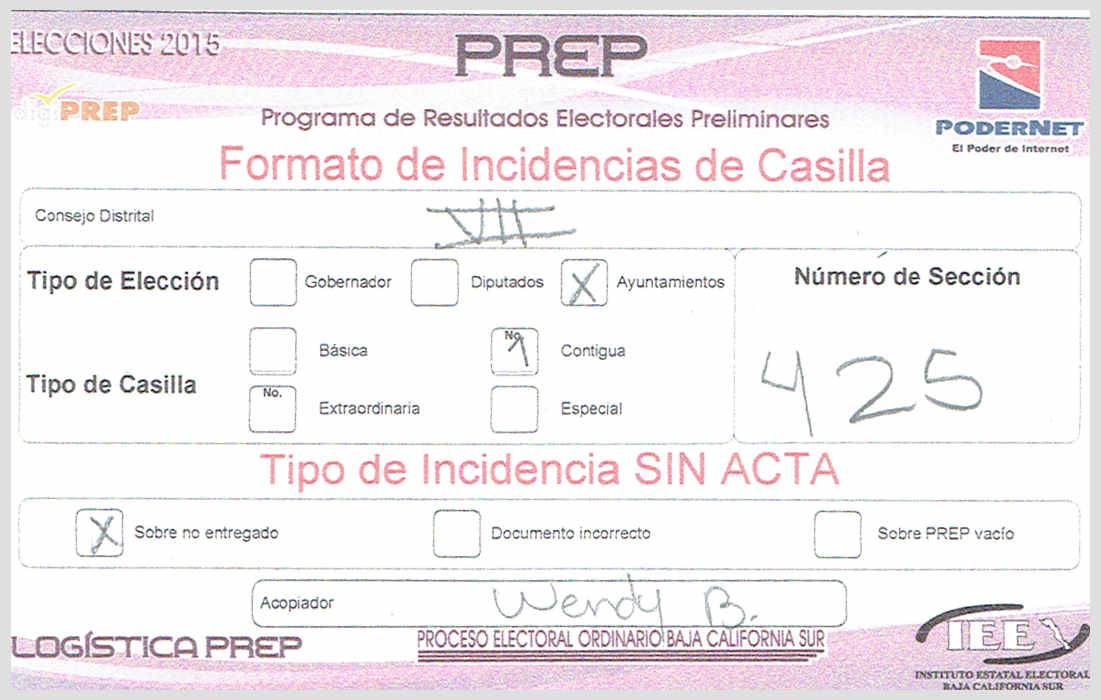 ELECCIONES 2015
PREP
digiPREP
Programa de Resultados Electorales Preliminares
PODERNET
El Poder de Internet
Formato de Incidencias de Casilla
Consejo Distrital VII
Tipo de Elección Gobernador Diputados X Ayuntamientos
Número de Sección
425
Tipo de Casilla
Básica No. 1 Contigua
No. Extraordinaria Especial
Tipo de Incidencia SIN ACTA
X Sobre no entregado Documento incorrecto Sobre PREP vacío
Acopiador Wendy B.
LOGÍSTICA PREP
PROCESO ELECTORAL ORDINARIO BAJA CALIFORNIA SUR
IEE
INSTITUTO ESTATAL ELECTORAL
BAJA CALIFORNIA SUR